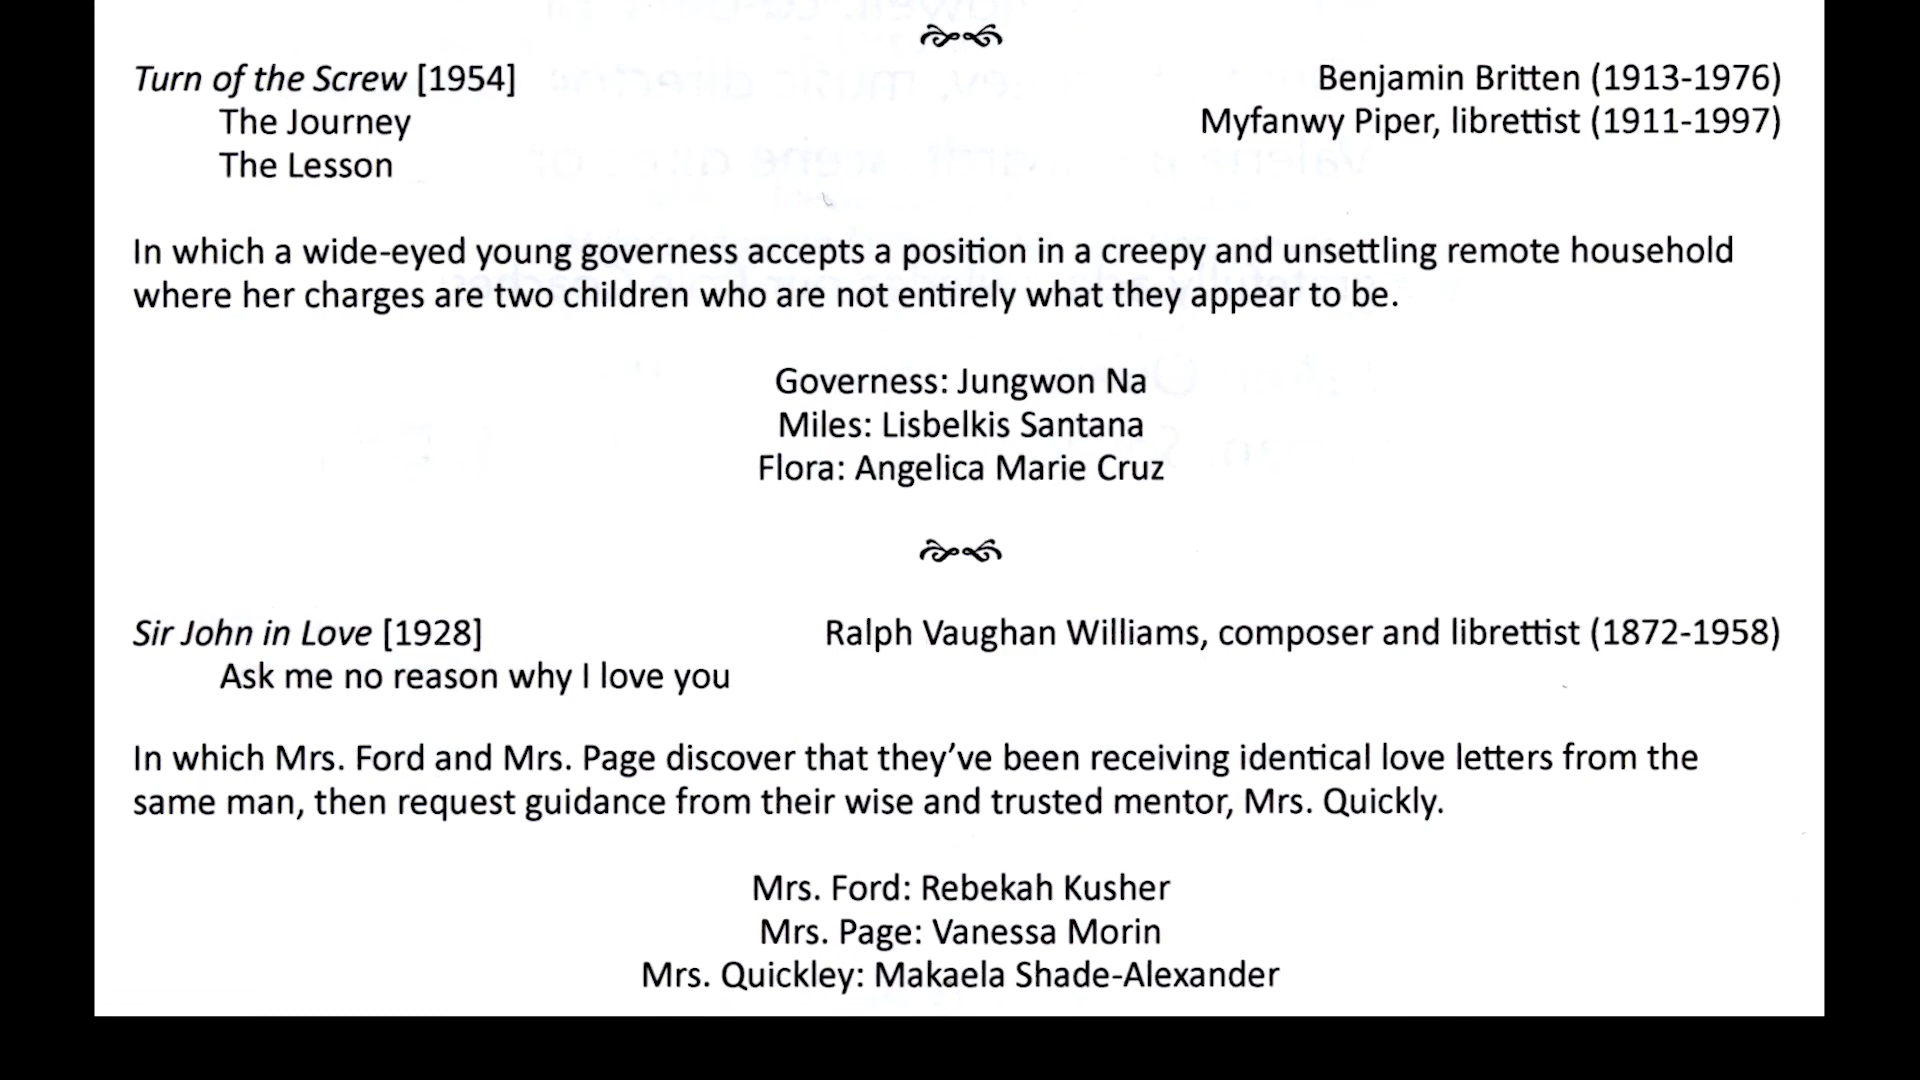 Turn of the Screw [1954] Benjamin Britten (1913-1976)
The Journey Myfanwy Piper, librettist (1911-1997)
The Lesson
In which a wide-eyed young governess accepts a position in a creepy and unsettling remote household
where her charges are two children who are not entirely what they appear to be.
Governess: Jungwon Na
Miles: Lisbelkis Santana
Flora: Angelica Marie Cruz
Sir John in Love [1928] Ralph Vaughan Williams, composer and librettist (1872-1958)
Ask me no reason why I love you
In which Mrs. Ford and Mrs. Page discover that they’ve been receiving identical love letters from the
same man, then request guidance from their wise and trusted mentor, Mrs. Quickly.
Mrs. Ford: Rebekah Kusher
Mrs. Page: Vanessa Morin
Mrs. Quickley: Makaela Shade-Alexander